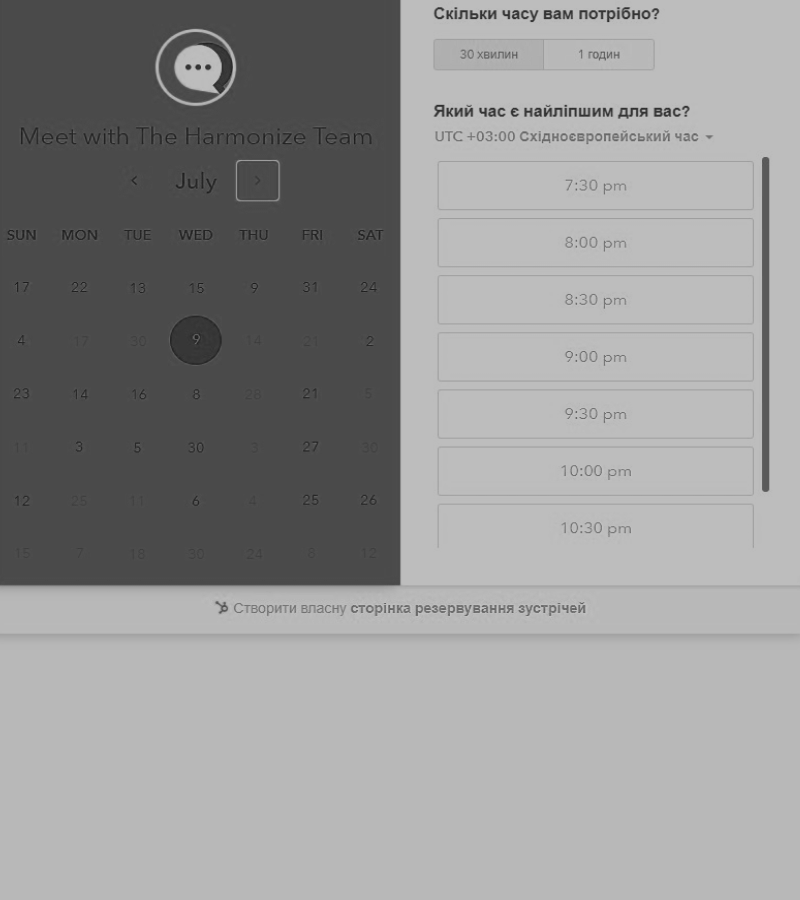 Meet with The Harmonize Team
July
SUN MON TUE WED THU FRI SAT
17 22 13 15 9 31 24
4 17 30 9 14 21 2
23 14 16 8 28 21 5
11 3 5 30 3 27 30
12 25 11 6 4 25 26
15 7 18 30 24 8 12
Скільки часу вам потрібно?
30 хвилин 1 годин
Який час є найліпшим для вас?
UTC +03:00 Східноєвропейський час
7:30 pm
8:00 pm
8:30 pm
9:00 pm
9:30 pm
10:00 pm
10:30 pm
Створити власну сторінка резервування зустрічей